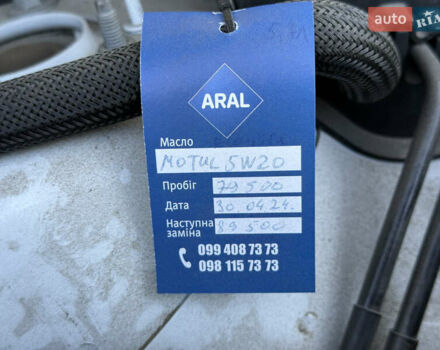 AUTO
RIA
ARAL
Масло
MOTUL 5W20
Пробіг 79 500
Дата 30.04.24.
Наступна
заміна 89 500
099 408 73 73
098 115 73 73